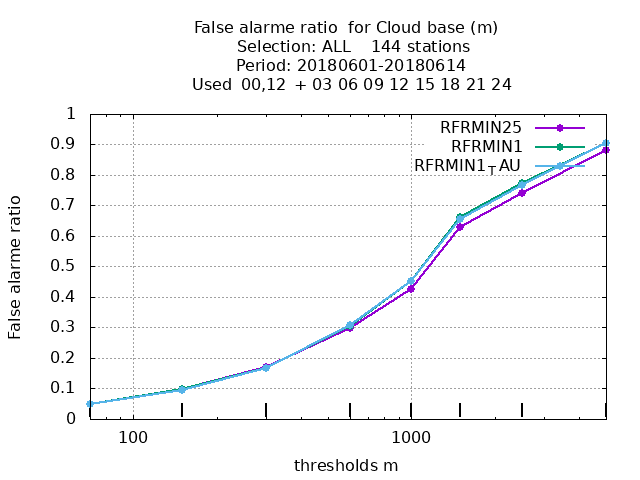 False alarme ratio  for Cloud base (m)
Selection: ALL    144 stations
Period: 20180601-20180614
Used  00,12  + 03 06 09 12 15 18 21 24
RFRMIN25
RFRMIN1
RFRMIN1_TAU
1
0.9
0.8
0.7
0.6
0.5
0.4
0.3
0.2
0.1
0
False alarme ratio
100 1000
thresholds m